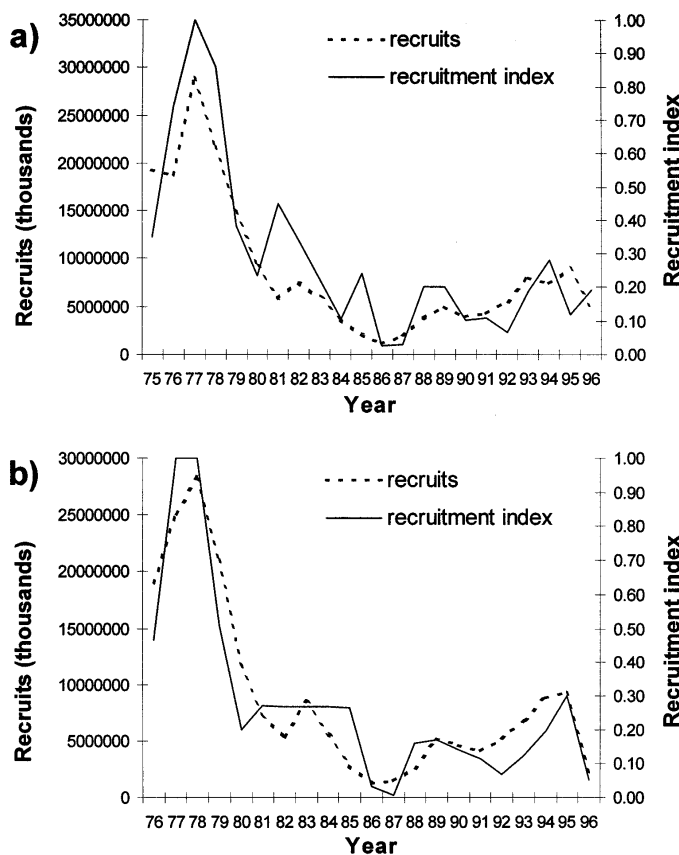 a)
recruits
recruitment index
Recruits (thousands)
35000000
30000000
25000000
20000000
15000000
10000000
5000000
0
1.00
0.90
0.80
0.70
0.60
0.50
0.40
0.30
0.20
0.10
0.00
Recruitment index
75 76 77 78 79 80 81 82 83 84 85 86 87 88 89 90 91 92 93 94 95 96
Year
b)
recruits
recruitment index
Recruits (thousands)
30000000
25000000
20000000
15000000
10000000
5000000
0
1.00
0.90
0.80
0.70
0.60
0.50
0.40
0.30
0.20
0.10
0.00
Recruitment index
76 77 78 79 80 81 82 83 84 85 86 87 88 89 90 91 92 93 94 95 96
Year